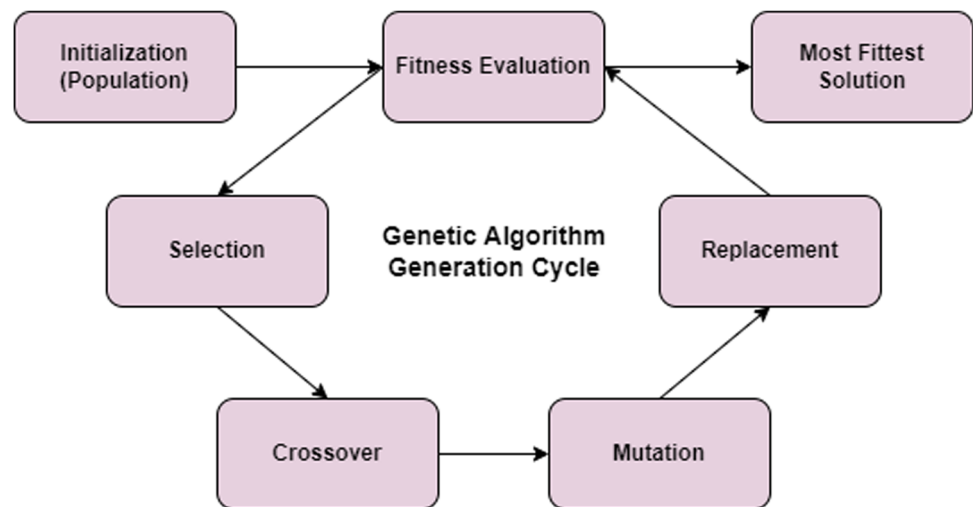 Initialization
(Population)
Fitness Evaluation
Most Fittest
Solution
Selection
Genetic Algorithm
Generation Cycle
Replacement
Crossover
Mutation